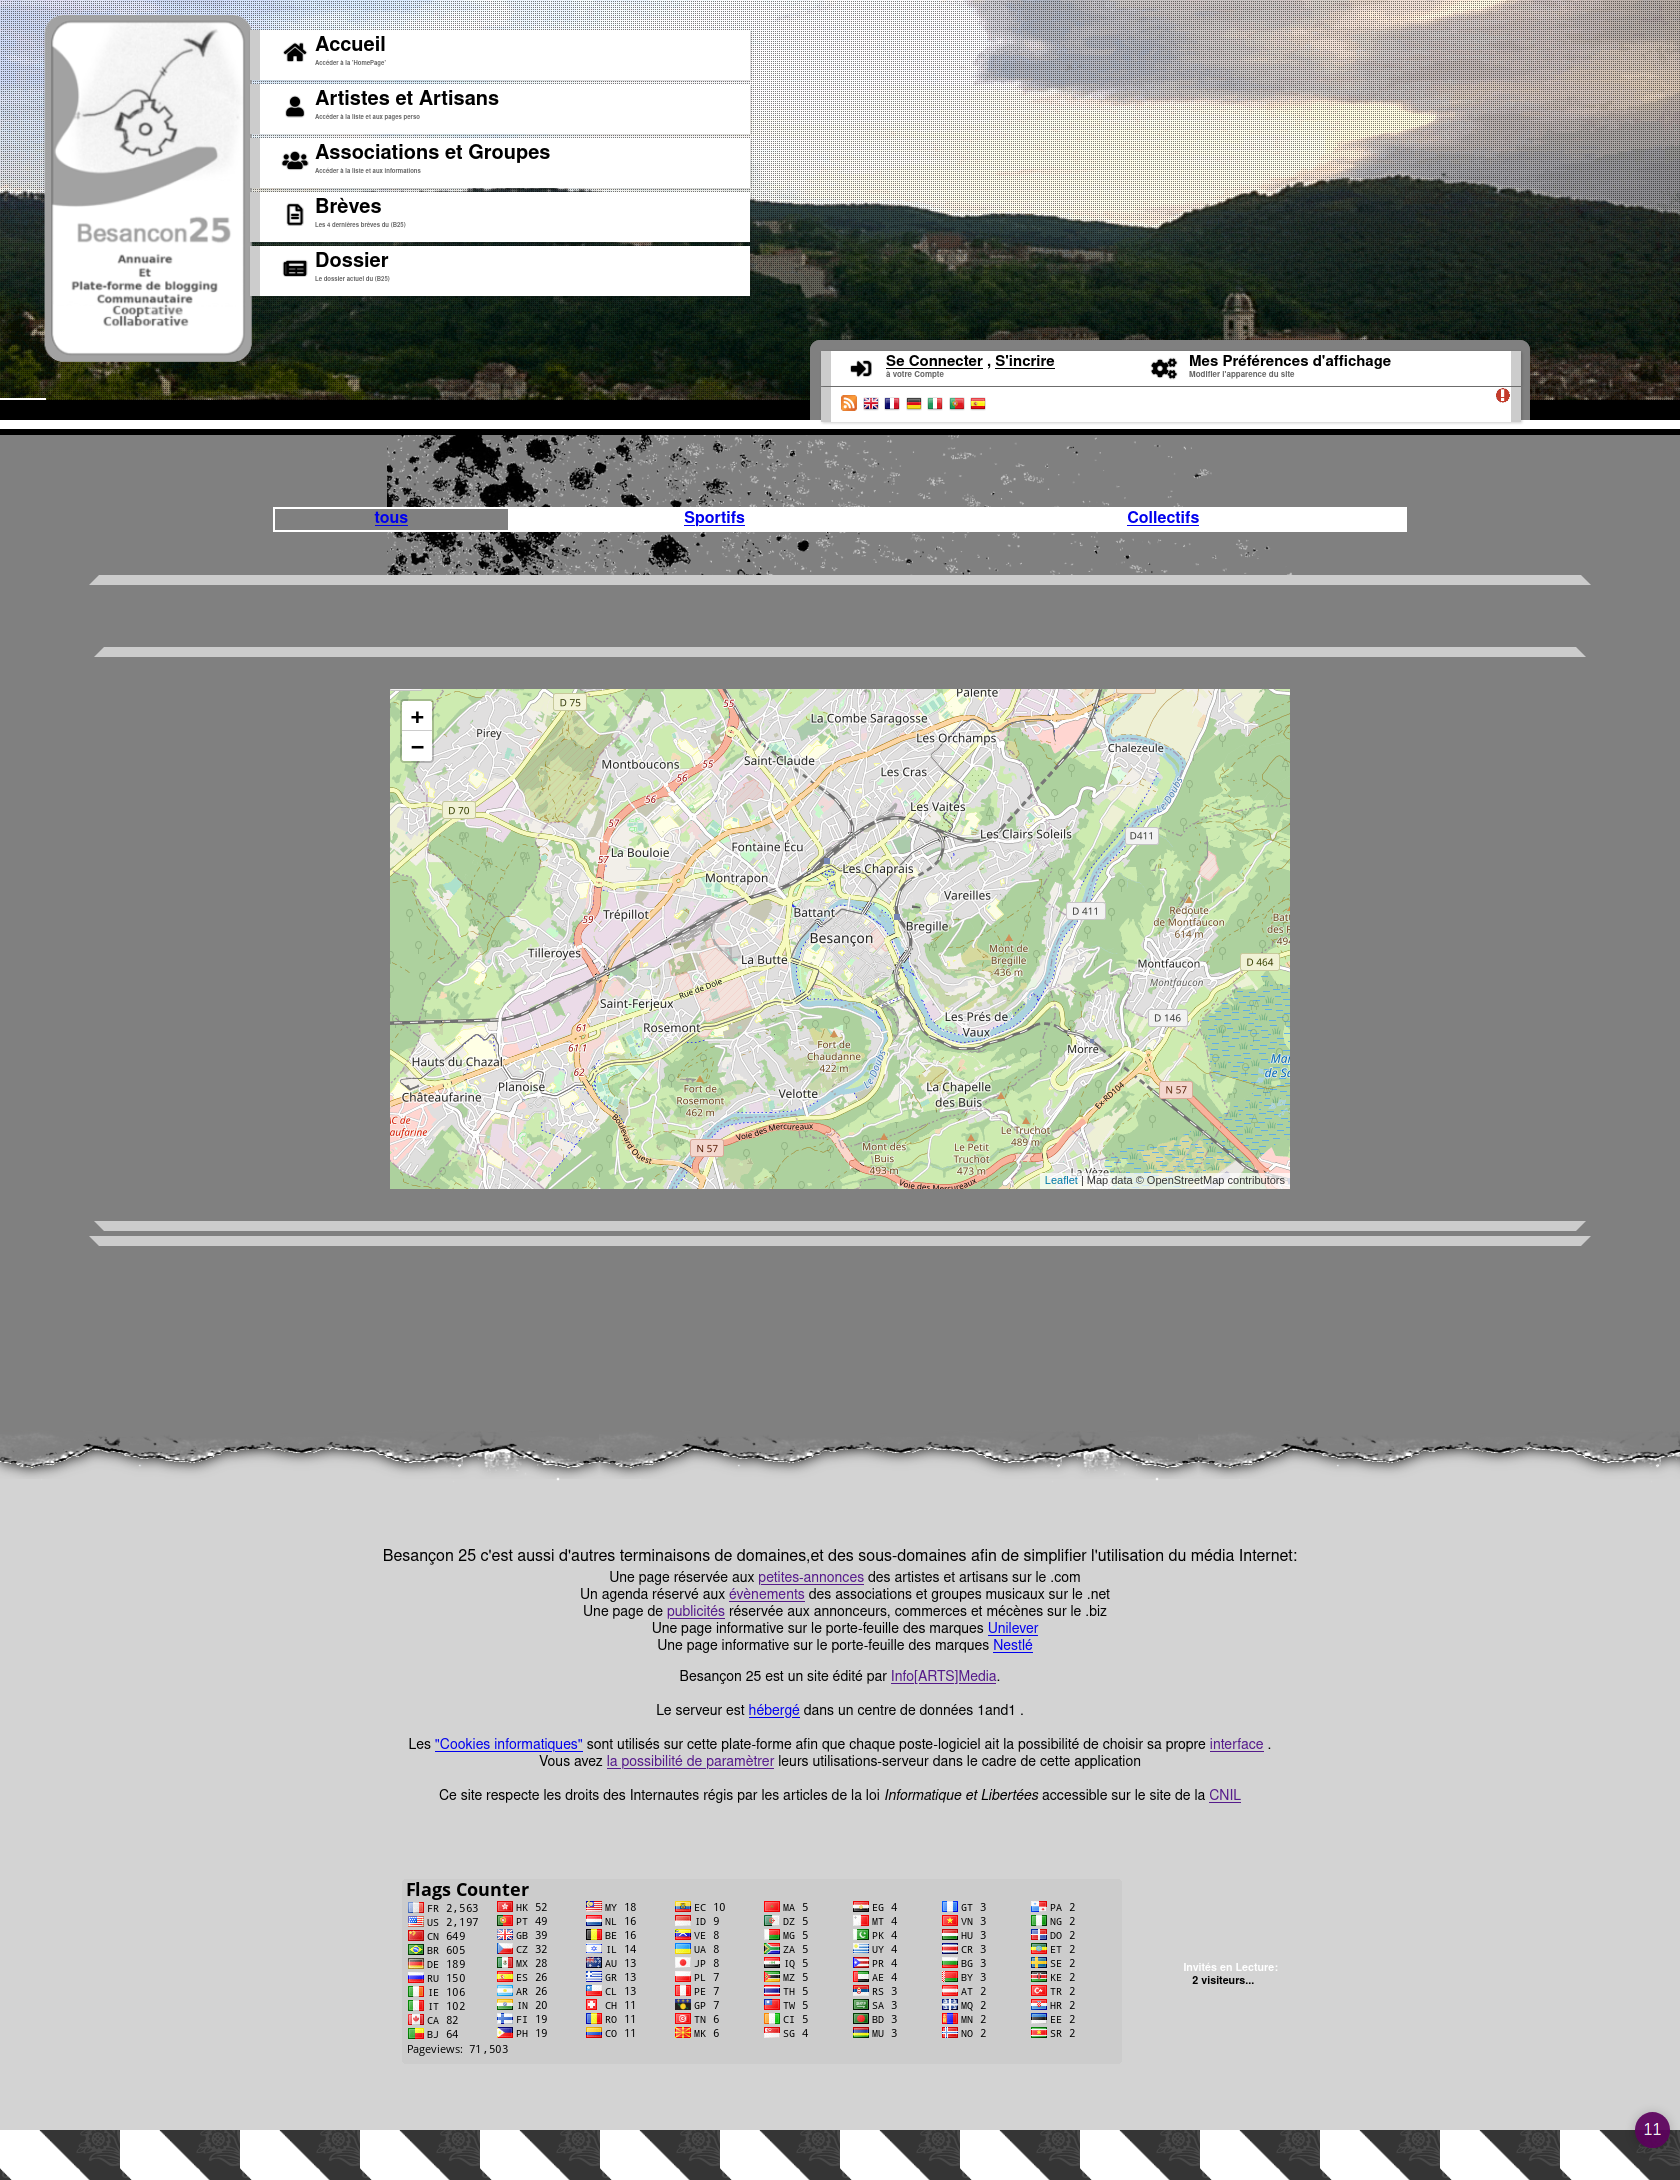 Besancon25
Annuaire
Et
Plate-forme de blogging
Communautaire
Cooptative
Collaborative
Accueil
Accéder à la 'HomePage'
Artistes et Artisans
Accéder à la liste et aux pages perso
Associations et Groupes
Accéder à la liste et aux informations
Brèves
Les 4 dernières brèves du (B25)
Dossier
Le dossier actuel du (B25)
Se Connecter , S'incrire
à votre Compte
Mes Préférences d'affichage
Modifier l'apparence du site
tous Sportifs Collectifs
+
−
Palente
D 75
55
La Combe Saragosse
Pirey
Les Orchamps
Chalezeule
Montboucons
55
Saint-Claude
Les Cras
56
Le Doubs
56
Les Vaites
D 70
Les Clairs Soleils
D411
57
La Bouloie
Fontaine Écu
Les Chaprais
Montrapon
Vareilles
Trépillot
59
Battant
D 411
Redoute
de Montfaucon
614 m
Bregille
Besançon
Tilleroyes
La Butte
Mont de
Bregille
436 m
Montfaucon
D 464
Montfaucon
Rue de Dole
Saint-Ferjeux
Rosemont
61
Les Prés de
Vaux
D 146
61.1
Fort de
Chaudanne
422 m
Morre
Hauts du Chazal
62
Le Doubs
Planoise
Châteaufarine
Fort de
Rosemont
462 m
Velotte
La Chapelle
des Buis
N 57
Ex-RD104
Boulevard Ouest
Voie des Mercureaux
Le Truchot
489 m
N 57
Mont des
Buis
493 m
Le Petit
Truchot
473 m
La Vèze
Voie des Mercureaux
Leaflet | Map data © OpenStreetMap contributors
Besançon 25 c'est aussi d'autres terminaisons de domaines,et des sous-domaines afin de simplifier l'utilisation du média Internet:
Une page réservée aux petites-annonces des artistes et artisans sur le .com
Un agenda réservé aux évènements des associations et groupes musicaux sur le .net
Une page de publicités réservée aux annonceurs, commerces et mécènes sur le .biz
Une page informative sur le porte-feuille des marques Unilever
Une page informative sur le porte-feuille des marques Nestlé
Besançon 25 est un site édité par Info[ARTS]Media.
Le serveur est hébergé dans un centre de données 1and1 .
Les "Cookies informatiques" sont utilisés sur cette plate-forme afin que chaque poste-logiciel ait la possibilité de choisir sa propre interface .
Vous avez la possibilité de paramètrer leurs utilisations-serveur dans le cadre de cette application
Ce site respecte les droits des Internautes régis par les articles de la loi Informatique et Libertées accessible sur le site de la CNIL
Flags Counter
FR 2,563 HK 52 MY 18 EC 10 MA 5 EG 4 GT 3 PA 2
US 2,197 PT 49 NL 16 ID 9 DZ 5 MT 4 VN 3 NG 2
CN 649 GB 39 BE 16 VE 8 MG 5 PK 4 HU 3 DO 2
BR 605 CZ 32 IL 14 UA 8 ZA 5 UY 4 CR 3 ET 2
DE 189 MX 28 AU 13 JP 8 IQ 5 PR 4 BG 3 SE 2
RU 150 ES 26 GR 13 PL 7 MZ 5 AE 4 BY 3 KE 2
IE 106 AR 26 CL 13 PE 7 TH 5 RS 3 AT 2 TR 2
IT 102 IN 20 CH 11 GP 7 TW 5 SA 3 MQ 2 HR 2
CA 82 FI 19 RO 11 TN 6 CI 5 BD 3 MN 2 EE 2
BJ 64 PH 19 CO 11 MK 6 SG 4 MU 3 NO 2 SR 2
Pageviews: 71,503
Invités en Lecture:
2 visiteurs...
11